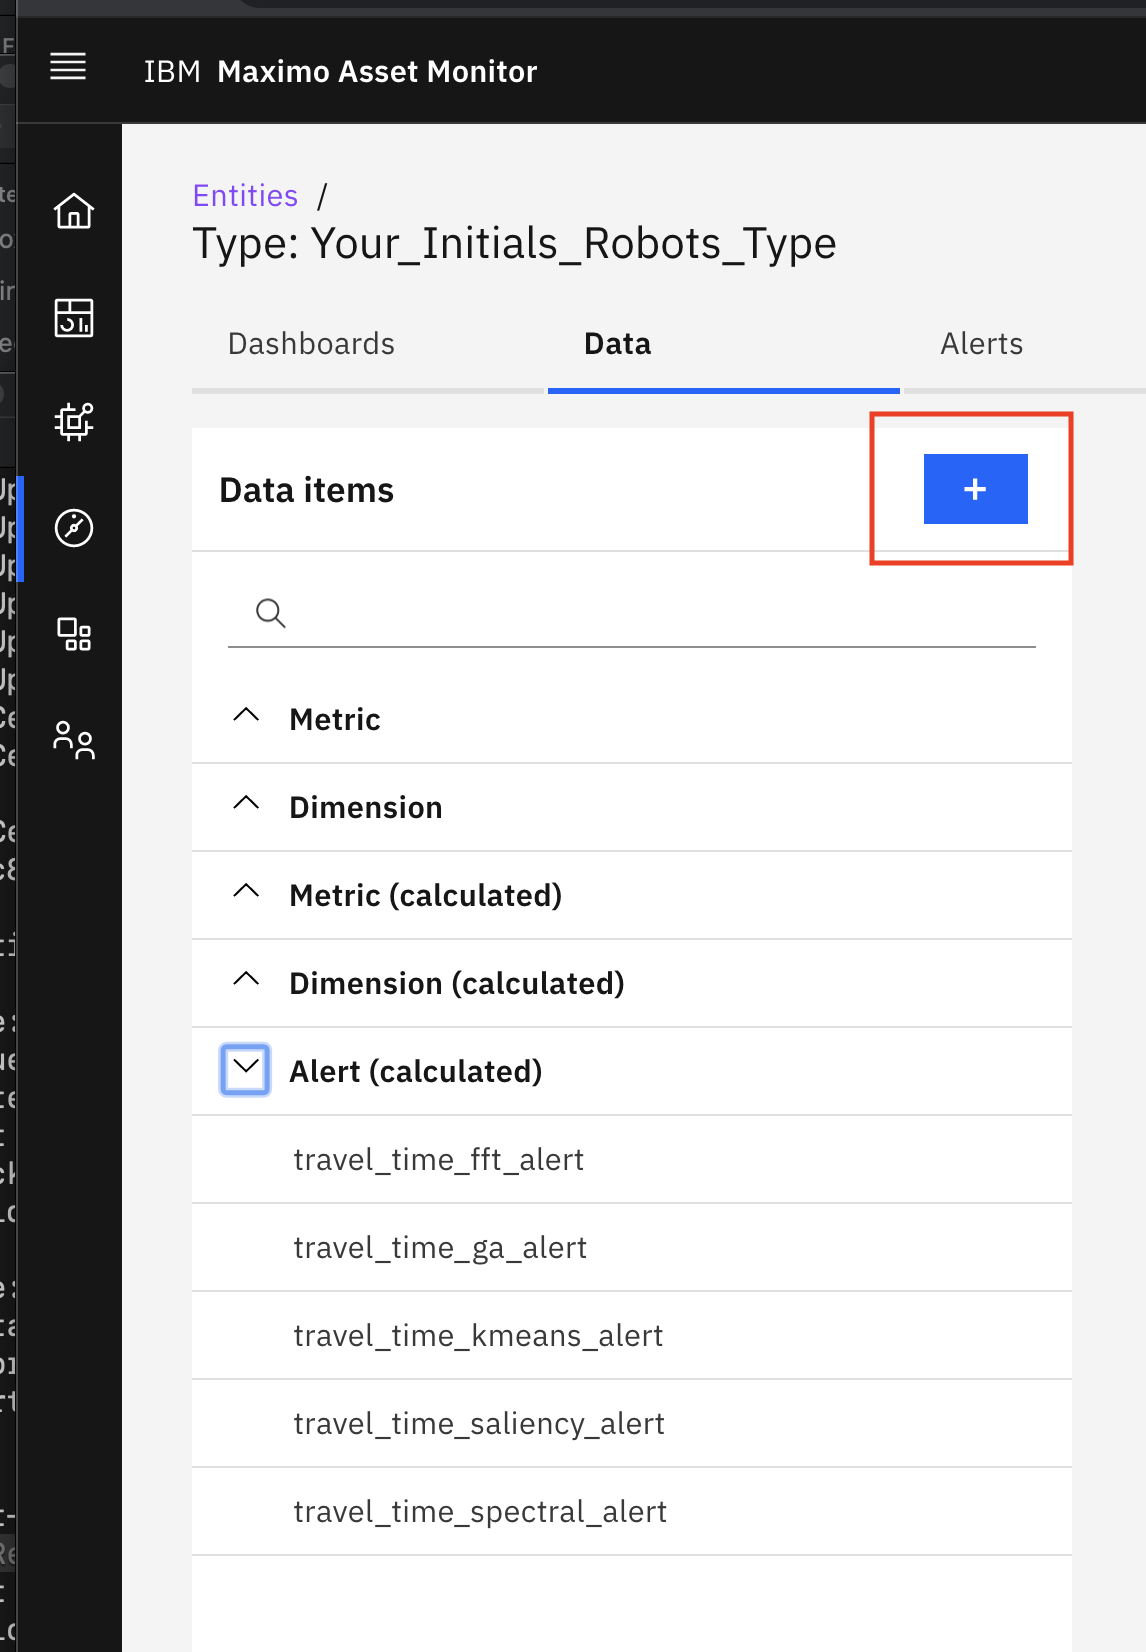 IBM Maximo Asset Monitor
Entities /
Type: Your_Initials_Robots_Type
Dashboards Data Alerts
Data items +
Metric
Dimension
Metric (calculated)
Dimension (calculated)
Alert (calculated)
travel_time_fft_alert
travel_time_ga_alert
travel_time_kmeans_alert
travel_time_saliency_alert
travel_time_spectral_alert